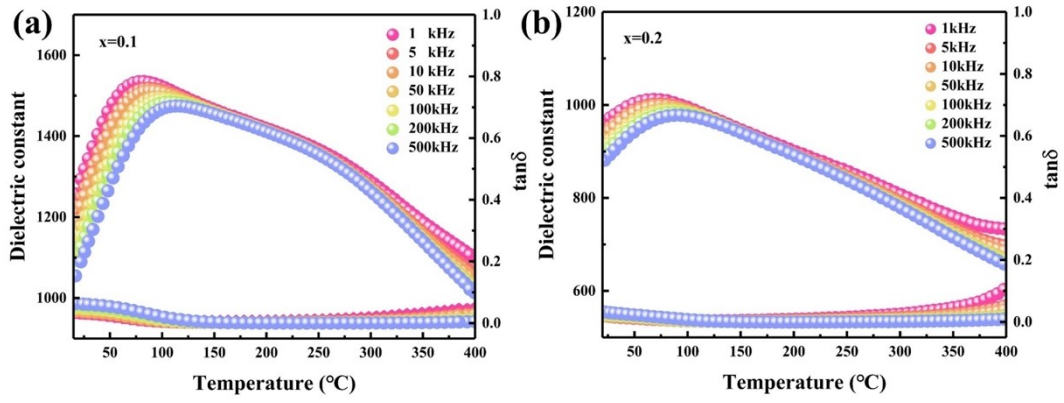 (a)
x=0.1
1 kHz
5 kHz
10 kHz
50 kHz
100kHz
200kHz
500kHz
Dielectric constant
1600
1400
1200
1000
1.0
0.8
0.6
0.4
0.2
0.0
tanδ
50 100 150 200 250 300 350 400
Temperature (℃)
(b)
x=0.2
1kHz
5kHz
10kHz
50kHz
100kHz
200kHz
500kHz
Dielectric constant
1200
1000
800
600
1.0
0.8
0.6
0.4
0.2
0.0
tanδ
50 100 150 200 250 300 350 400
Temperature (℃)